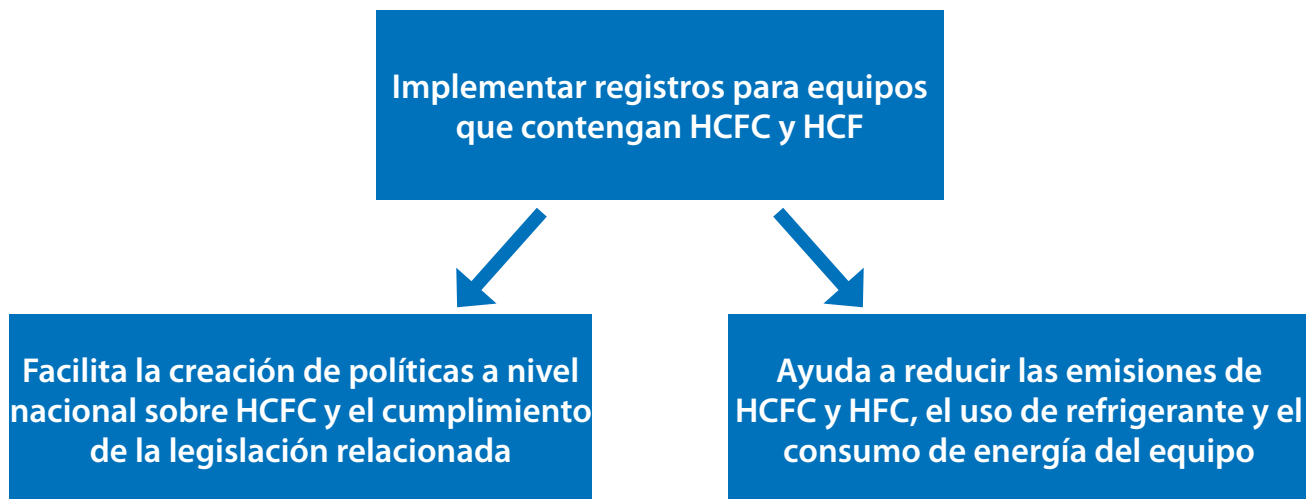 Implementar registros para equipos
que contengan HCFC y HCF
Facilita la creación de políticas a nivel
nacional sobre HCFC y el cumplimiento
de la legislación relacionada
Ayuda a reducir las emisiones de
HCFC y HFC, el uso de refrigerante y el
consumo de energía del equipo